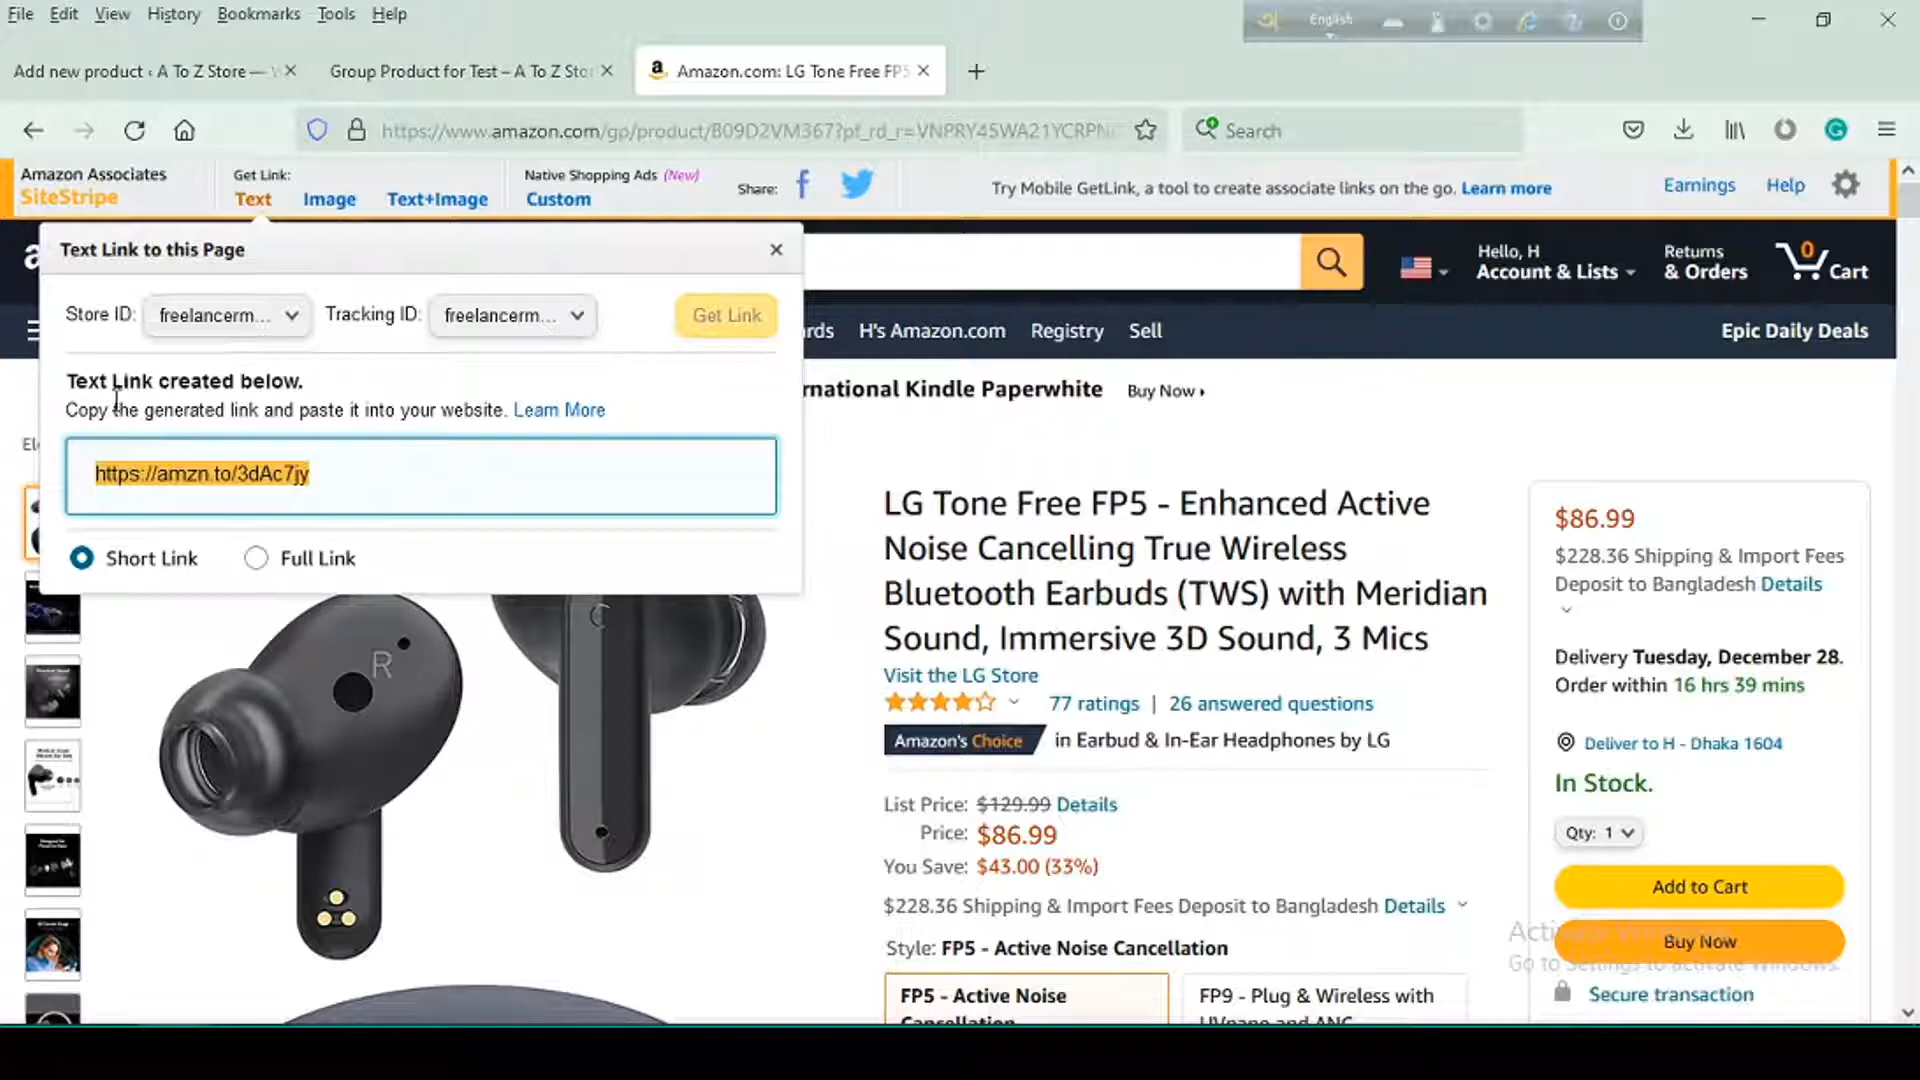 File Edit View History Bookmarks Tools Help
English
Add new product ‹ A To Z Store —
Group Product for Test – A To Z Sto
Amazon.com: LG Tone Free FP5
https://www.amazon.com/gp/product/B09D2VM367?pf_rd_r=VNPRY45WA21YCRPN
Search
Amazon Associates
SiteStripe
Get Link:
Text Image Text+Image
Native Shopping Ads (New)
Custom
Share:
Try Mobile GetLink, a tool to create associate links on the go. Learn more
Earnings Help
Text Link to this Page
Store ID: freelancerm... Tracking ID: freelancerm... Get Link
Text Link created below.
Copy the generated link and paste it into your website. Learn More
https://amzn.to/3dAc7jy
Short Link Full Link
Hello, H
Account & Lists
Returns
& Orders
0
Cart
rds H's Amazon.com Registry Sell
Epic Daily Deals
rnational Kindle Paperwhite Buy Now
R
LG Tone Free FP5 - Enhanced Active
Noise Cancelling True Wireless
Bluetooth Earbuds (TWS) with Meridian
Sound, Immersive 3D Sound, 3 Mics
Visit the LG Store
77 ratings | 26 answered questions
Amazon's Choice in Earbud & In-Ear Headphones by LG
List Price: $129.99 Details
Price: $86.99
You Save: $43.00 (33%)
$228.36 Shipping & Import Fees Deposit to Bangladesh Details
Style: FP5 - Active Noise Cancellation
FP5 - Active Noise
Cancellation
FP9 - Plug & Wireless with
UVnano and ANC
$86.99
$228.36 Shipping & Import Fees
Deposit to Bangladesh Details
Delivery Tuesday, December 28.
Order within 16 hrs 39 mins
Deliver to H - Dhaka 1604
In Stock.
Qty: 1
Add to Cart
Buy Now
Activate Windows
Go to Settings to activate Windows.
Secure transaction